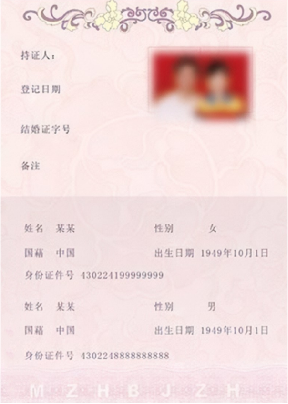 持证人：
登记日期
结婚证字号
备注
姓名 某某 性别 女
国籍 中国 出生日期 1949年10月1日
身份证件号 430224199999999
姓名 某某 性别 男
国籍 中国 出生日期 1949年10月1日
身份证件号 4302248888888888
M Z H B J Z H